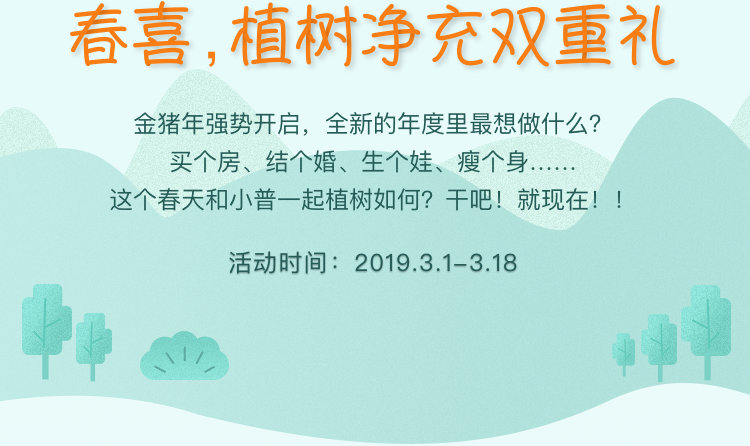 春喜,植树净充双重礼
金猪年强势开启，全新的年度里最想做什么？
买个房、结个婚、生个娃、瘦个身……
这个春天和小普一起植树如何？干吧！就现在！！
活动时间：2019.3.1-3.18